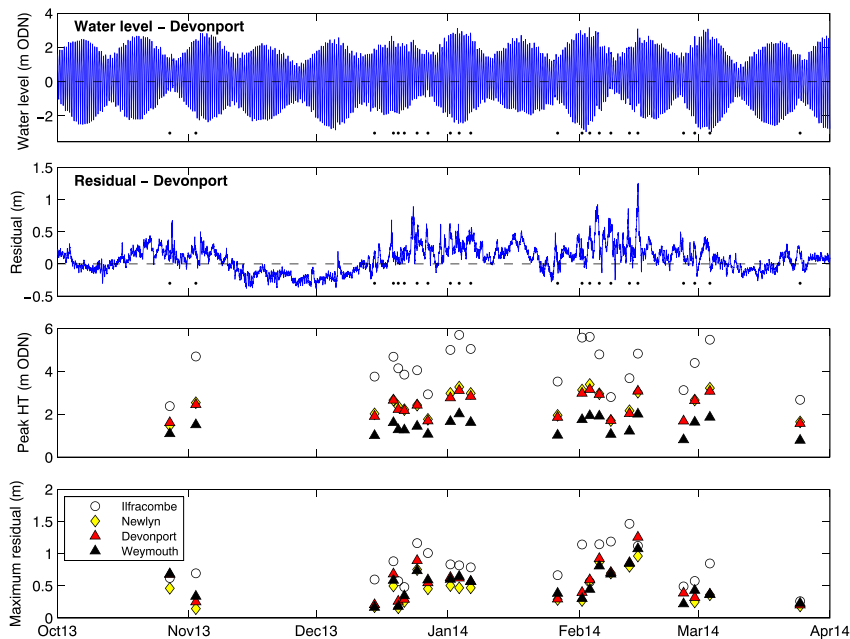 Water level − Devonport
Water level (m ODN)
4
2
0
−2
Residual − Devonport
Residual (m)
1.5
1
0.5
0
−0.5
Peak HT (m ODN)
6
4
2
0
Maximum residual (m)
2
1.5
1
0.5
0
Ilfracombe
Newlyn
Devonport
Weymouth
Oct13 Nov13 Dec13 Jan14 Feb14 Mar14 Apr14